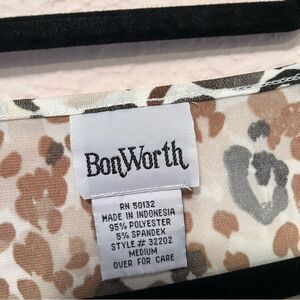 BonWorth
RN 50132
MADE IN INDONESIA
95% POLYESTER
5% SPANDEX
STYLE # 32202
MEDIUM
OVER FOR CARE